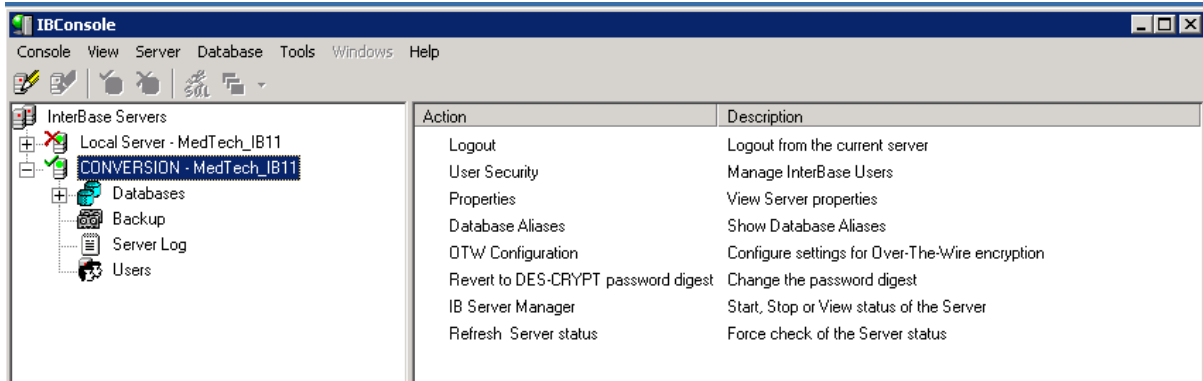 IBConsole
Console View Server Database Tools Windows Help
SQL
InterBase Servers
Local Server - MedTech_IB11
CONVERSION - MedTech_IB11
Databases
Backup
Server Log
Users
Action Description
Logout Logout from the current server
User Security Manage InterBase Users
Properties View Server properties
Database Aliases Show Database Aliases
OTW Configuration Configure settings for Over-The-Wire encryption
Revert to DES-CRYPT password digest Change the password digest
IB Server Manager Start, Stop or View status of the Server
Refresh Server status Force check of the Server status